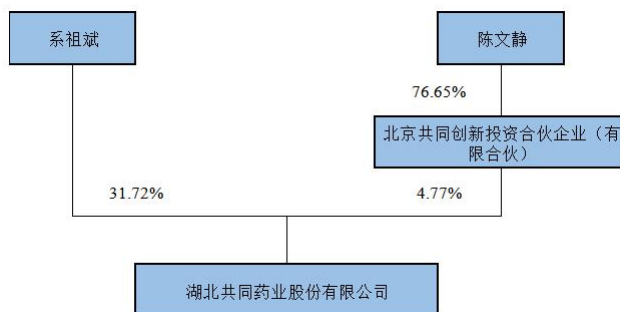 系祖斌
陈文静
76.65%
北京共同创新投资合伙企业（有
限合伙）
31.72%
4.77%
湖北共同药业股份有限公司